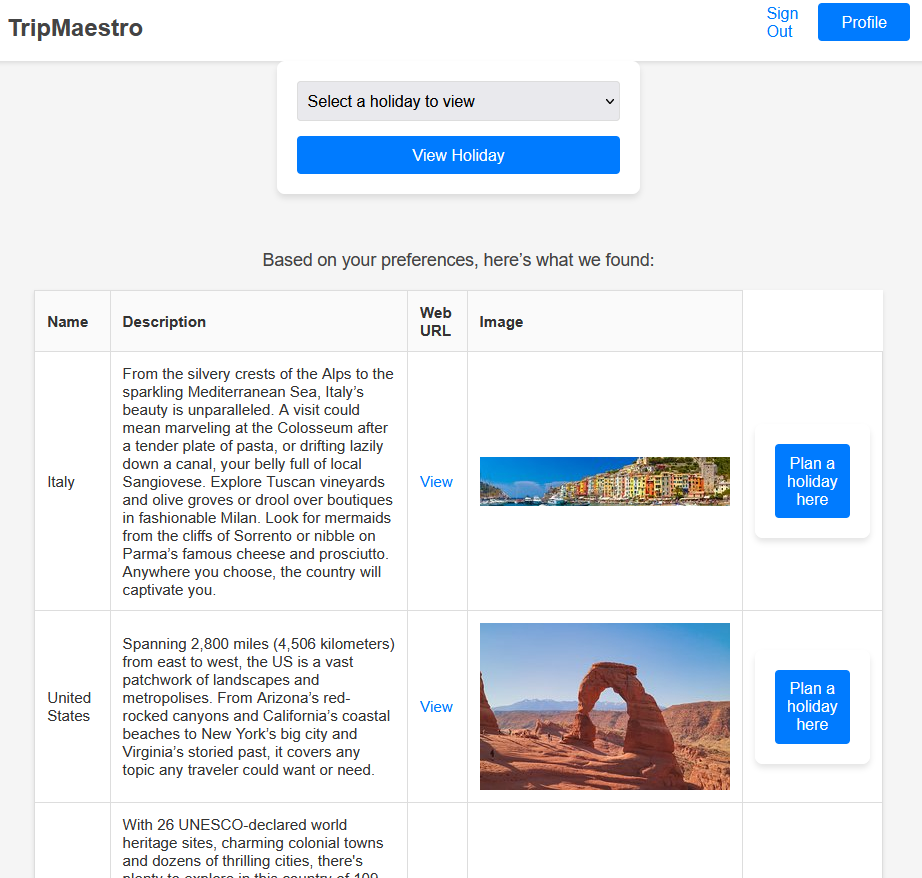 TripMaestro
Sign
Out
Profile
Select a holiday to view
View Holiday
Based on your preferences, here’s what we found:
Name
Description
Web
URL
Image
Italy
From the silvery crests of the Alps to the
sparkling Mediterranean Sea, Italy’s
beauty is unparalleled. A visit could
mean marveling at the Colosseum after
a tender plate of pasta, or drifting lazily
down a canal, your belly full of local
Sangiovese. Explore Tuscan vineyards
and olive groves or drool over boutiques
in fashionable Milan. Look for mermaids
from the cliffs of Sorrento or nibble on
Parma’s famous cheese and prosciutto.
Anywhere you choose, the country will
captivate you.
View
Plan a
holiday
here
United
States
Spanning 2,800 miles (4,506 kilometers)
from east to west, the US is a vast
patchwork of landscapes and
metropolises. From Arizona’s red-
rocked canyons and California’s coastal
beaches to New York’s big city and
Virginia’s storied past, it covers any
topic any traveler could want or need.
View
Plan a
holiday
here
With 26 UNESCO-declared world
heritage sites, charming colonial towns
and dozens of thrilling cities, there's
plenty to explore in this country of 109